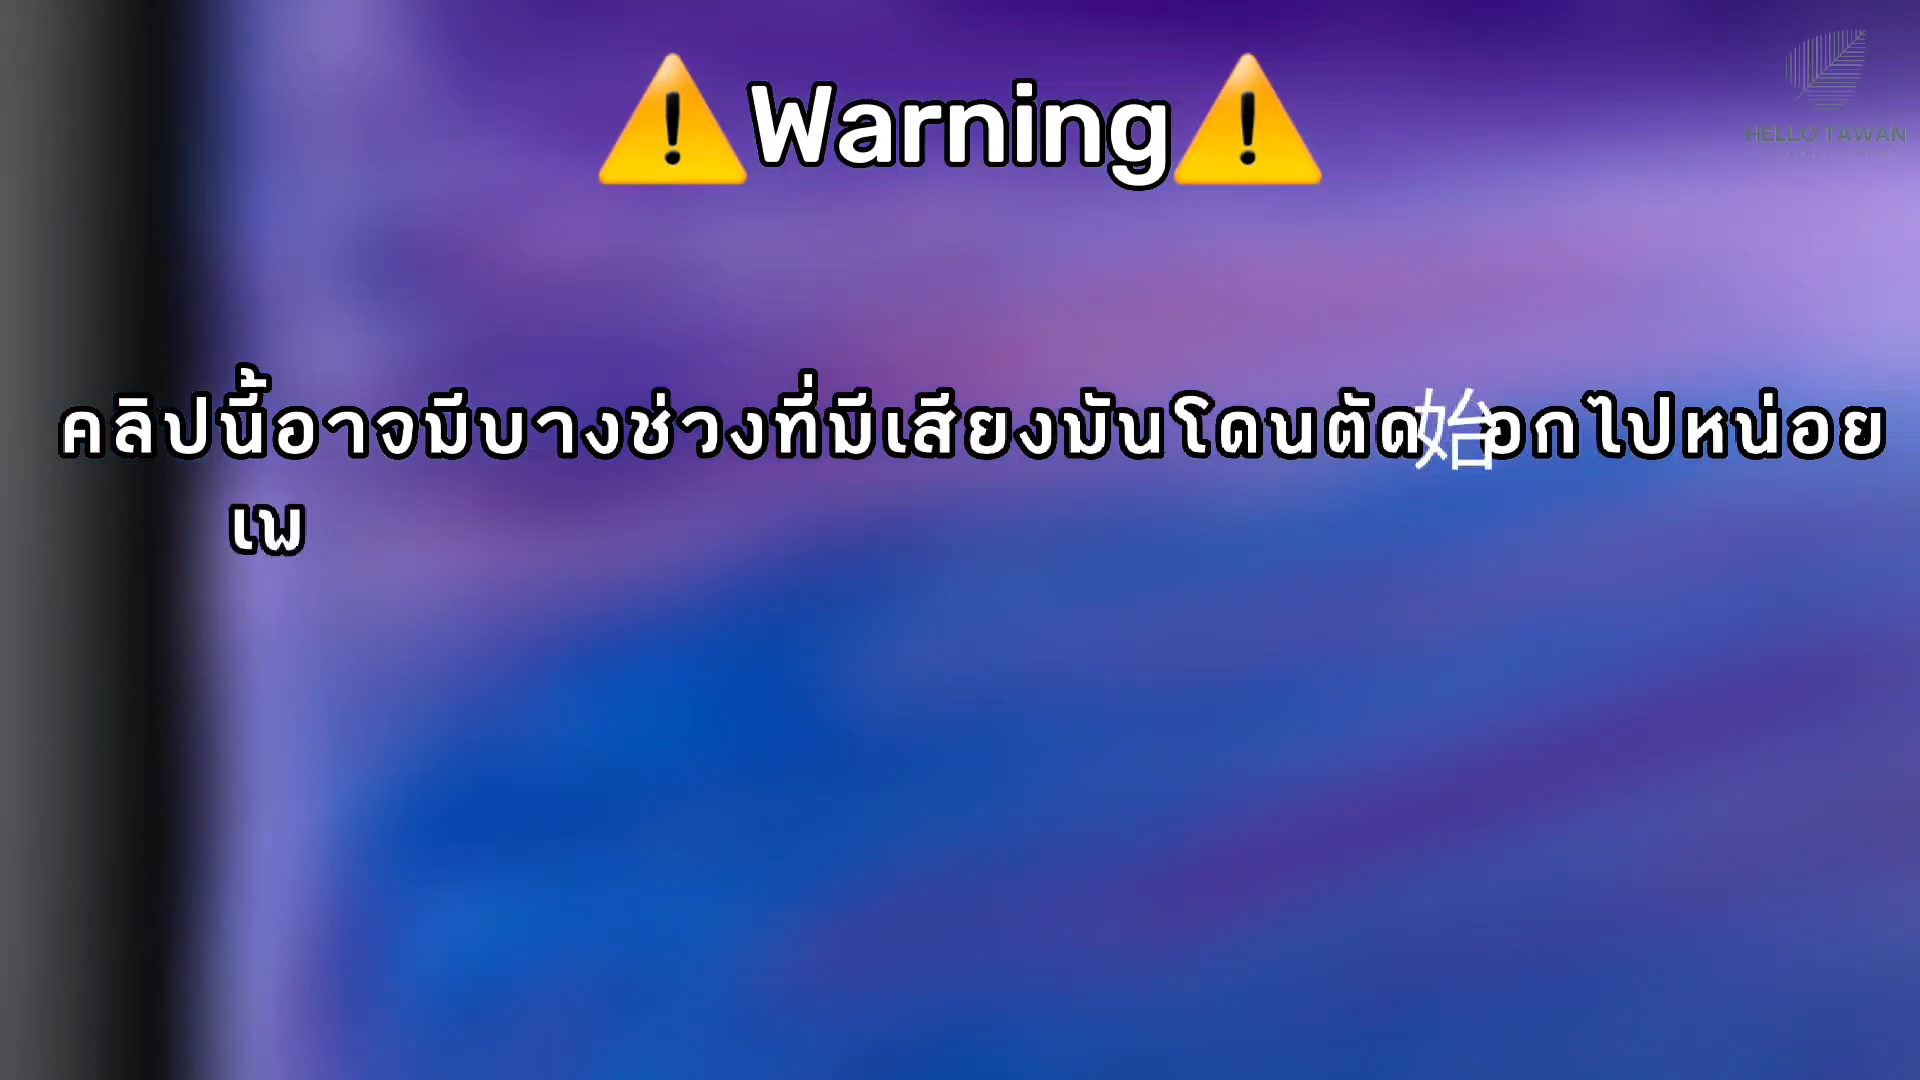 ⚠️Warning⚠️
HELLO TAWAN
คลิปนี้อาจมีบางช่วงที่มีเสียงมันโดนตัด始อกไปหน่อย
เพ